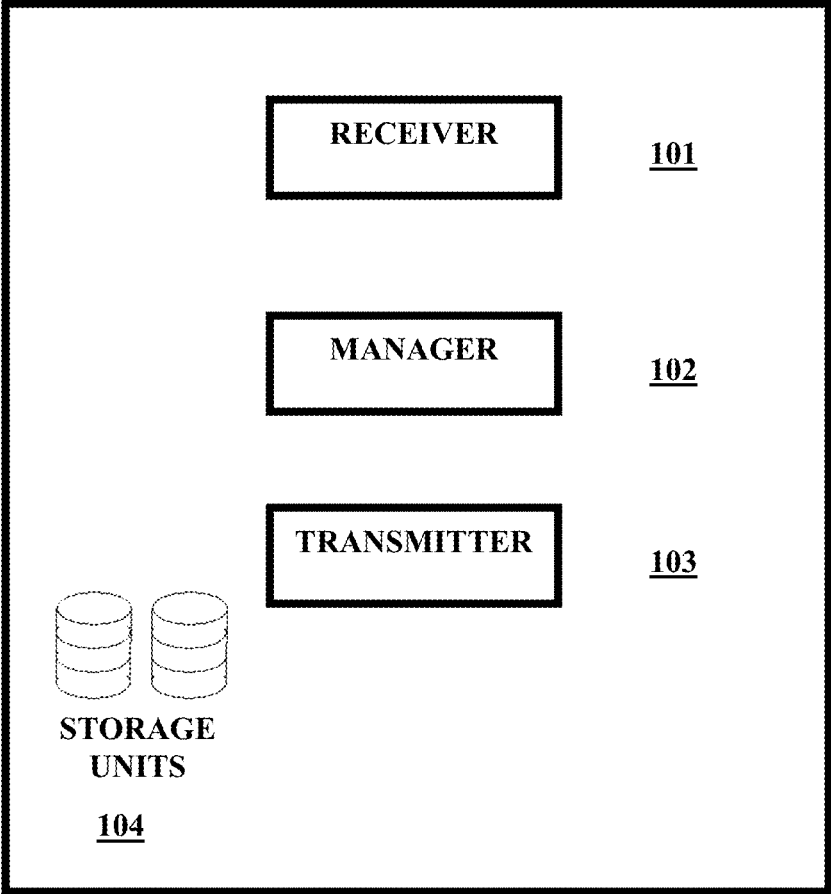 RECEIVER
101
MANAGER
102
TRANSMITTER
103
STORAGE
UNITS
104